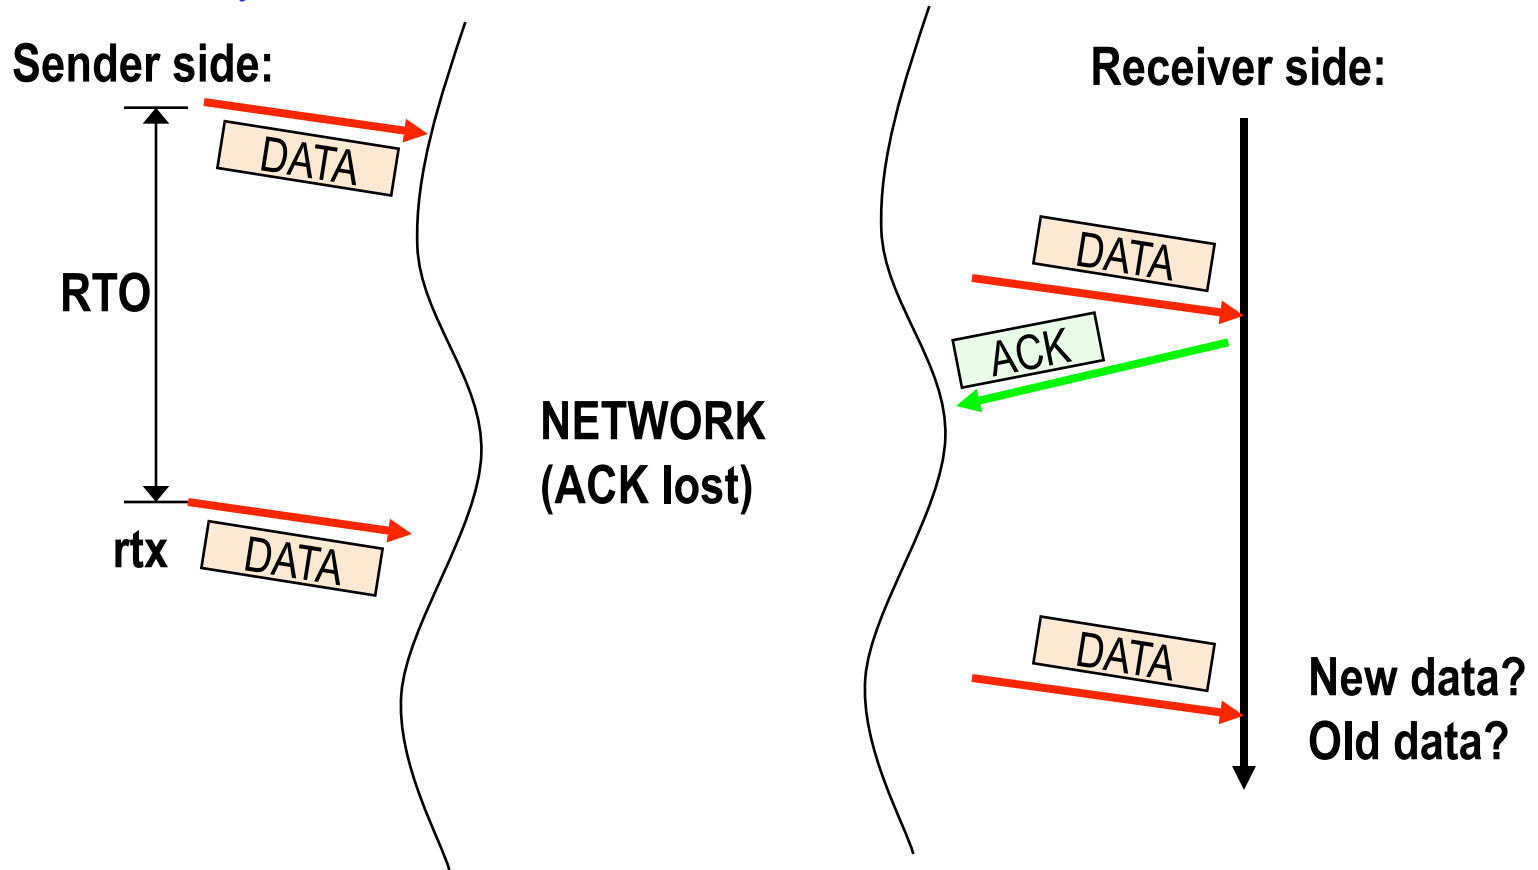 Sender side:
Receiver side:
DATA
RTO
DATA
ACK
NETWORK
(ACK lost)
rtx
DATA
DATA
New data?
Old data?